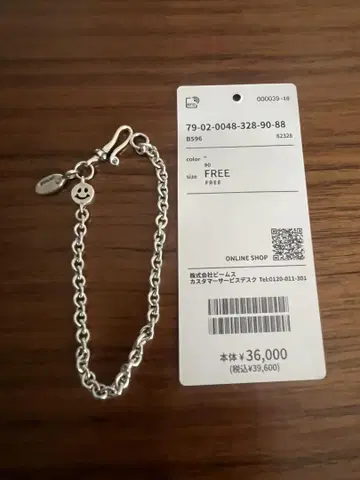 000039-18
79-02-0048-328-90-88
B596 62328
color -
90
size FREE
FREE
ONLINE SHOP
株式会社ビームス
カスタマーサービスデスク Tel:0120-011-301
本体¥36,000
(税込¥39,600)